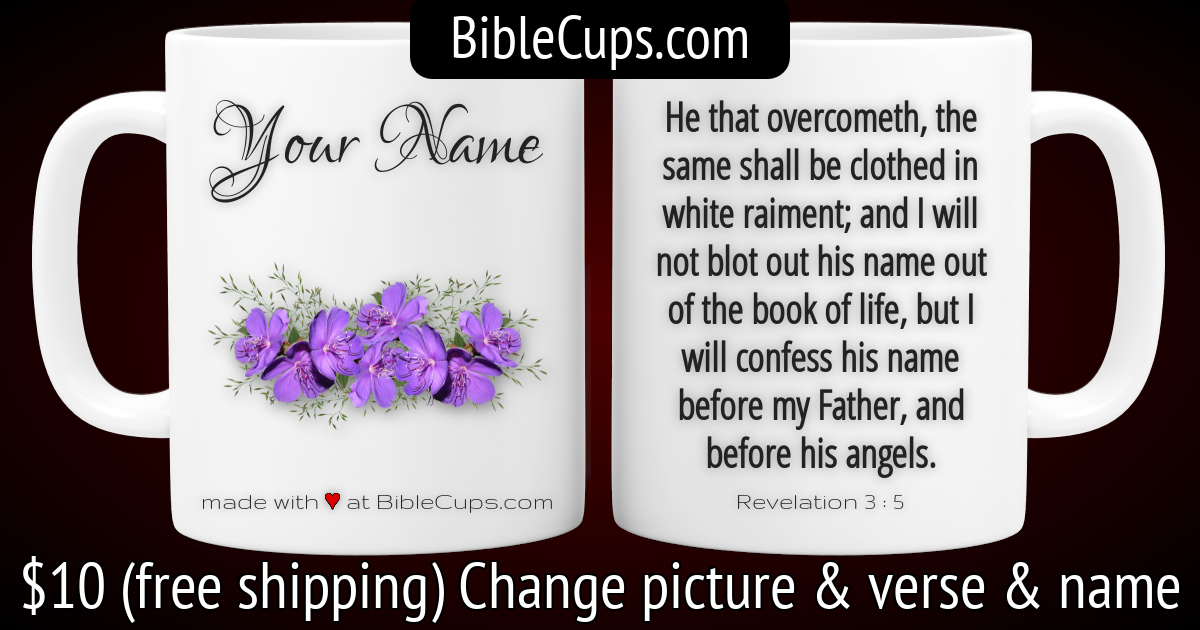 BibleCups.com
Your Name
made with ♥ at BibleCups.com
He that overcometh, the
same shall be clothed in
white raiment; and I will
not blot out his name out
of the book of life, but I
will confess his name
before my Father, and
before his angels.
Revelation 3 : 5
$10 (free shipping) Change picture & verse & name